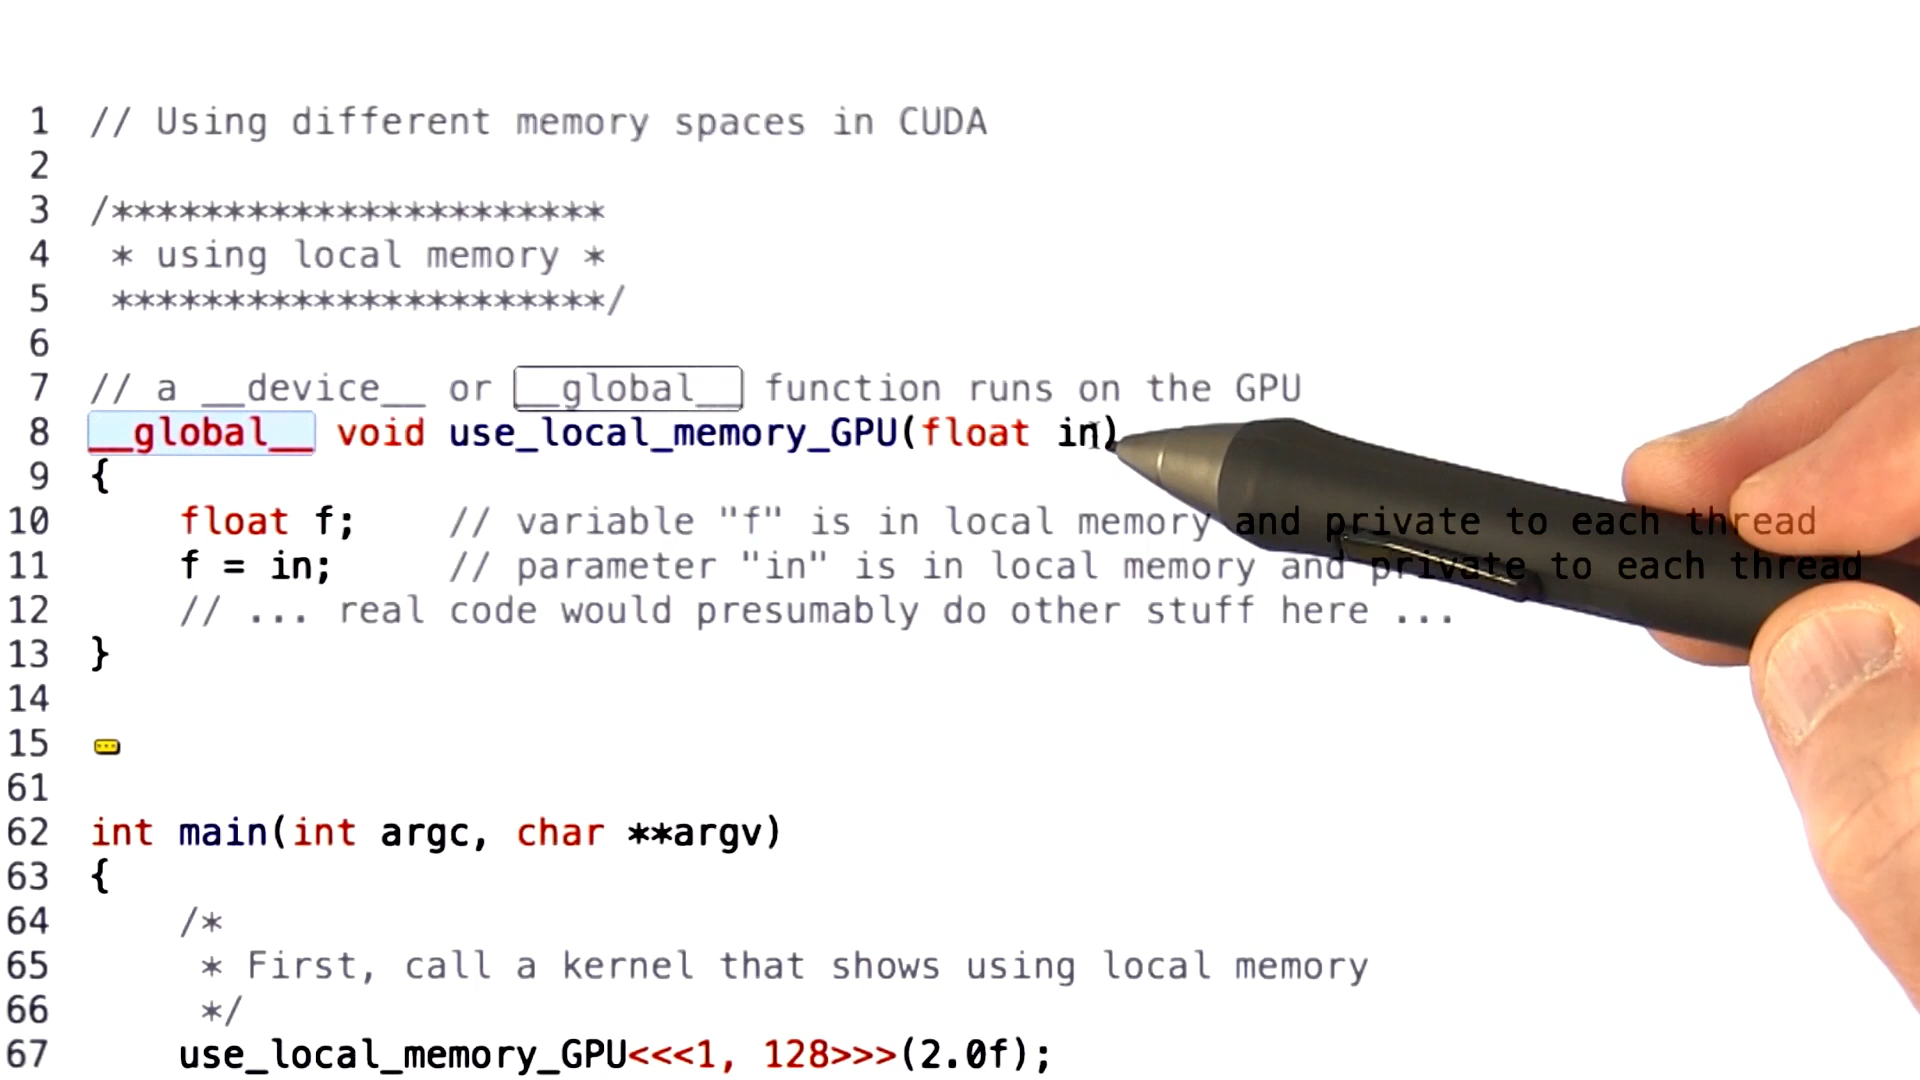 1 // Using different memory spaces in CUDA
2
3 /**********************
4 * using local memory *
5 **********************/
6
7 // a __device__ or __global__ function runs on the GPU
8 __global__ void use_local_memory_GPU(float in)
9 {
10 float f; // variable "f" is in local memory and private to each thread
11 f = in; // parameter "in" is in local memory and private to each thread
12 // ... real code would presumably do other stuff here ...
13 }
14
15
61
62 int main(int argc, char **argv)
63 {
64 /*
65 * First, call a kernel that shows using local memory
66 */
67 use_local_memory_GPU<<<1, 128>>>(2.0f);